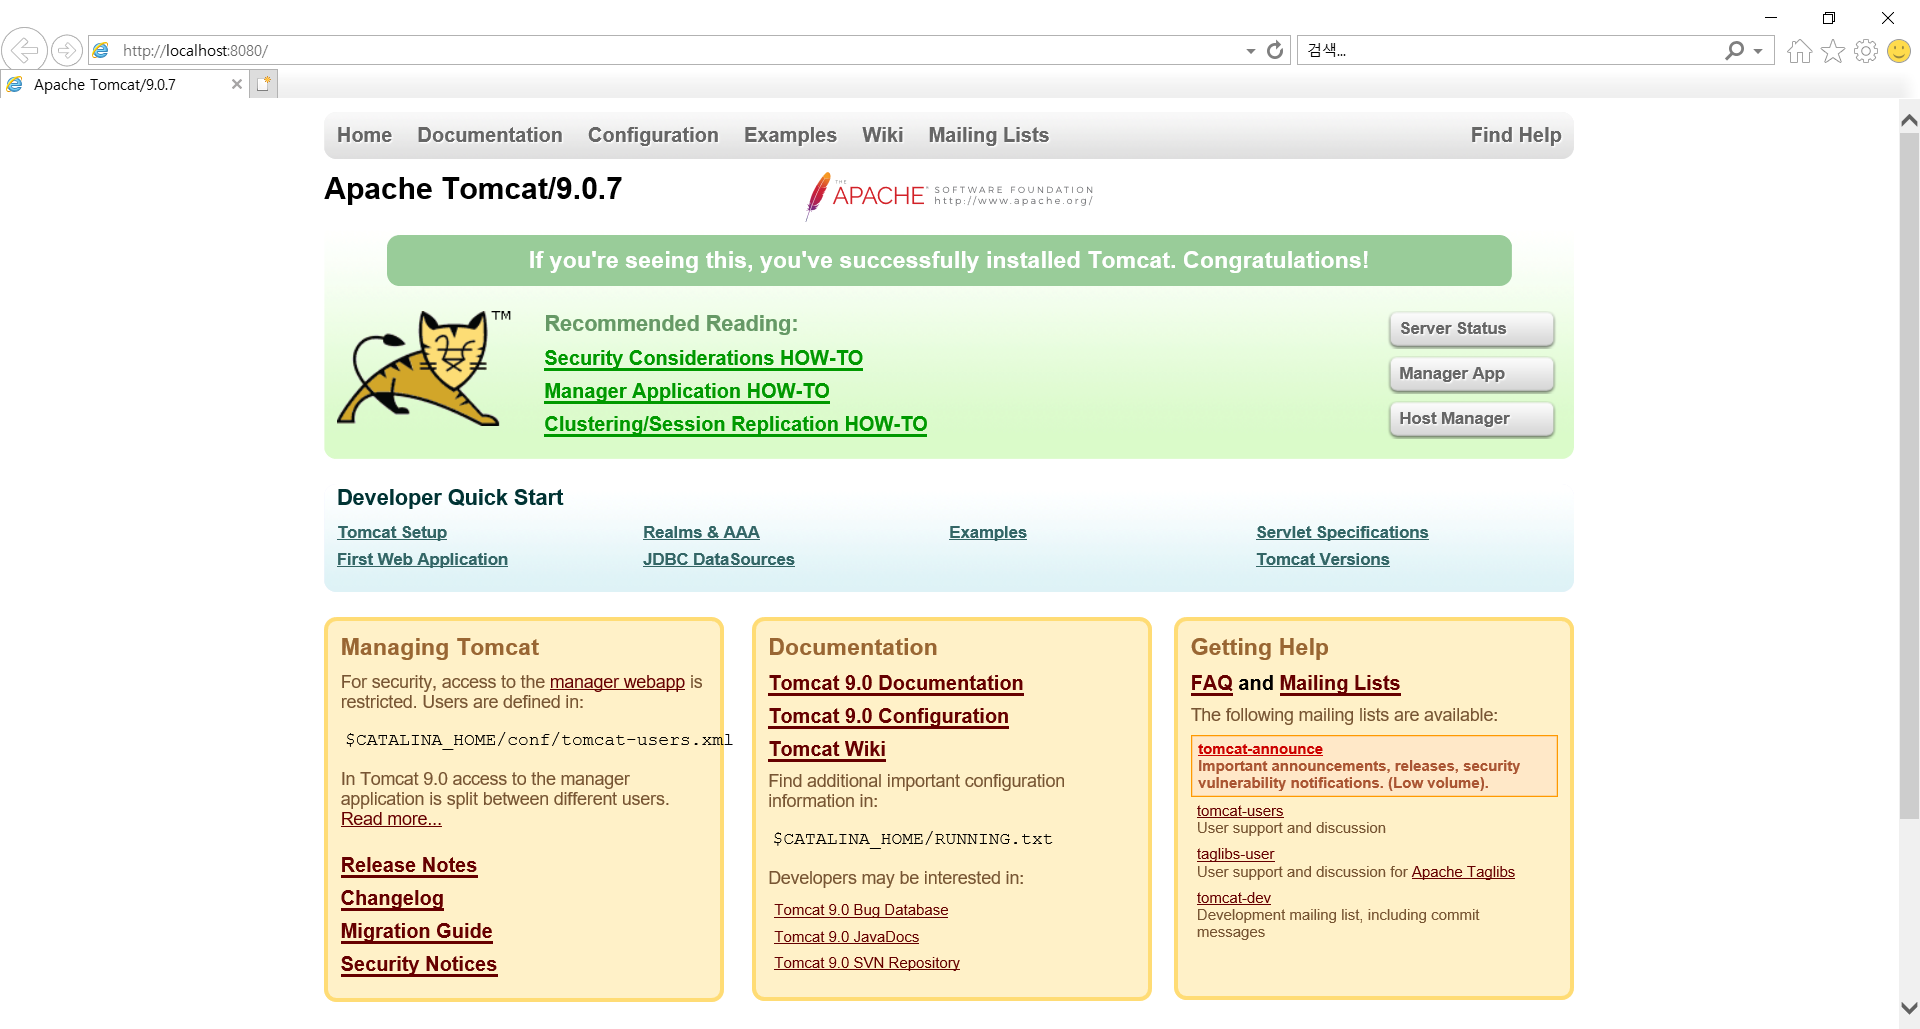 http://localhost:8080/
검색...
Apache Tomcat/9.0.7
Home Documentation Configuration Examples Wiki Mailing Lists Find Help
Apache Tomcat/9.0.7
THE
APACHE
SOFTWARE FOUNDATION
http://www.apache.org/
If you're seeing this, you've successfully installed Tomcat. Congratulations!
TM
Recommended Reading:
Security Considerations HOW-TO
Manager Application HOW-TO
Clustering/Session Replication HOW-TO
Server Status
Manager App
Host Manager
Developer Quick Start
Tomcat Setup
First Web Application
Realms & AAA
JDBC DataSources
Examples
Servlet Specifications
Tomcat Versions
Managing Tomcat
For security, access to the manager webapp is
restricted. Users are defined in:
$CATALINA_HOME/conf/tomcat-users.xml
In Tomcat 9.0 access to the manager
application is split between different users.
Read more...
Release Notes
Changelog
Migration Guide
Security Notices
Documentation
Tomcat 9.0 Documentation
Tomcat 9.0 Configuration
Tomcat Wiki
Find additional important configuration
information in:
$CATALINA_HOME/RUNNING.txt
Developers may be interested in:
Tomcat 9.0 Bug Database
Tomcat 9.0 JavaDocs
Tomcat 9.0 SVN Repository
Getting Help
FAQ and Mailing Lists
The following mailing lists are available:
tomcat-announce
Important announcements, releases, security
vulnerability notifications. (Low volume).
tomcat-users
User support and discussion
taglibs-user
User support and discussion for Apache Taglibs
tomcat-dev
Development mailing list, including commit
messages